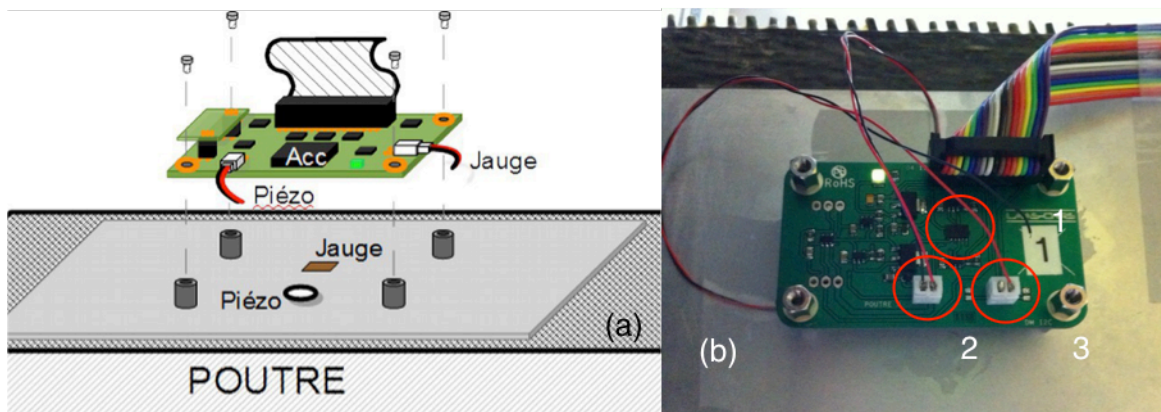 Acc
Jauge
Piézo
Jauge
Piézo
(a)
POUTRE
RoHS
1
1
POUTRE
(b)
2
3